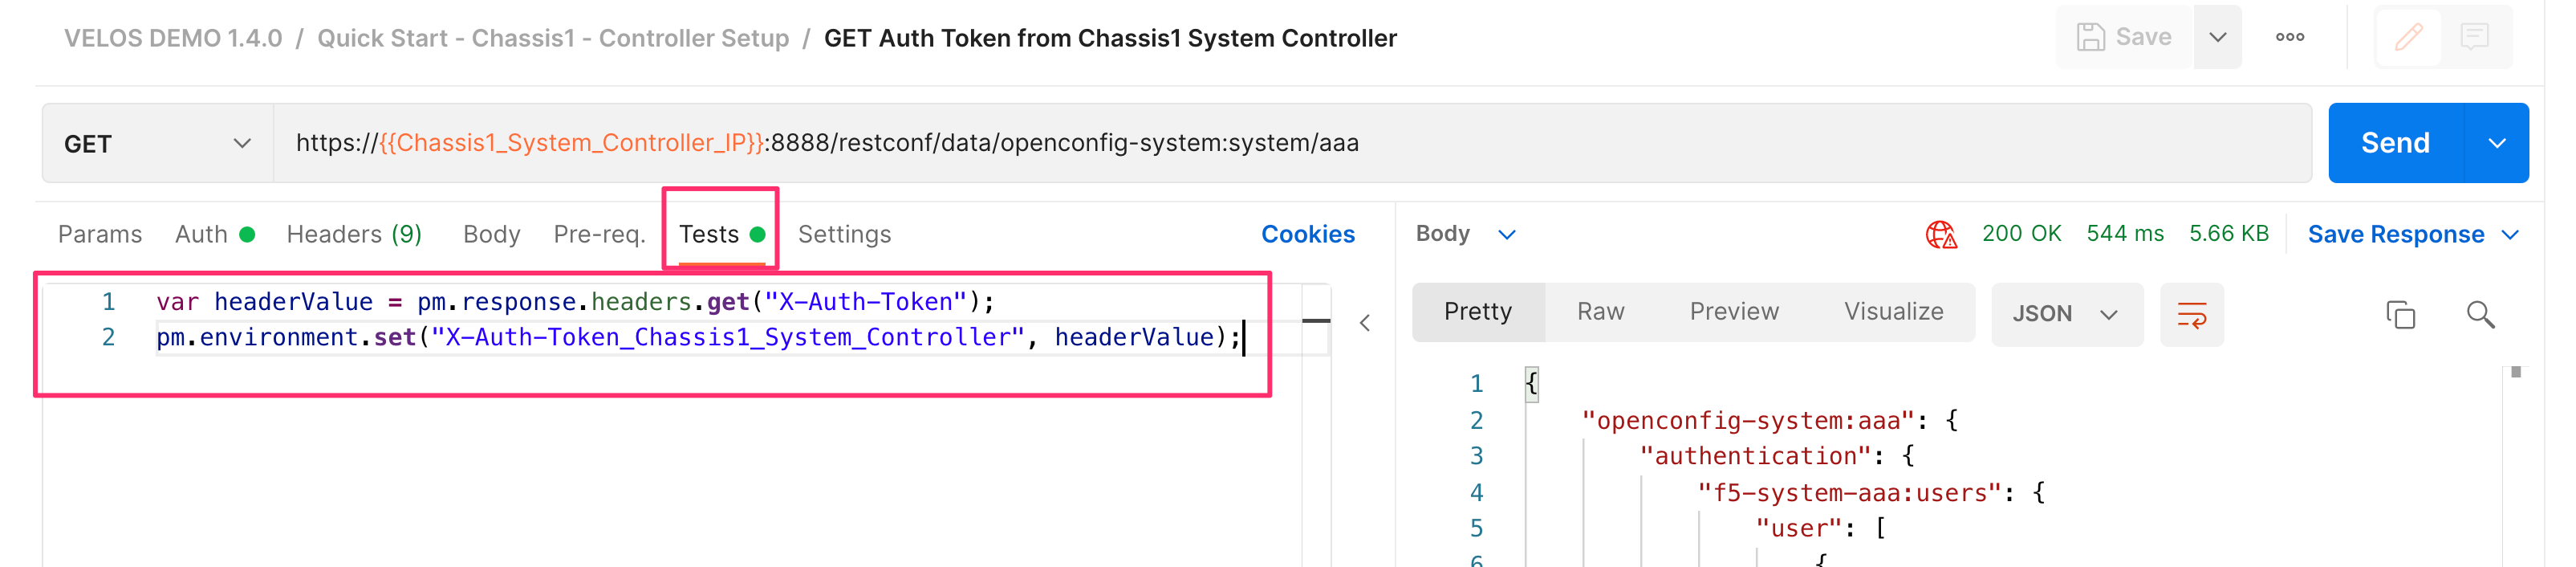 VELOS DEMO 1.4.0 / Quick Start - Chassis1 - Controller Setup / GET Auth Token from Chassis1 System Controller
Save
GET
https://{{Chassis1_System_Controller_IP}}:8888/restconf/data/openconfig-system:system/aaa
Send
Params Auth Headers (9) Body Pre-req. Tests Settings Cookies
1 var headerValue = pm.response.headers.get("X-Auth-Token");
2 pm.environment.set("X-Auth-Token_Chassis1_System_Controller", headerValue);
Body 200 OK 544 ms 5.66 KB Save Response
Pretty Raw Preview Visualize JSON
1 {
2 "openconfig-system:aaa": {
3 "authentication": {
4 "f5-system-aaa:users": {
5 "user": [
6 {